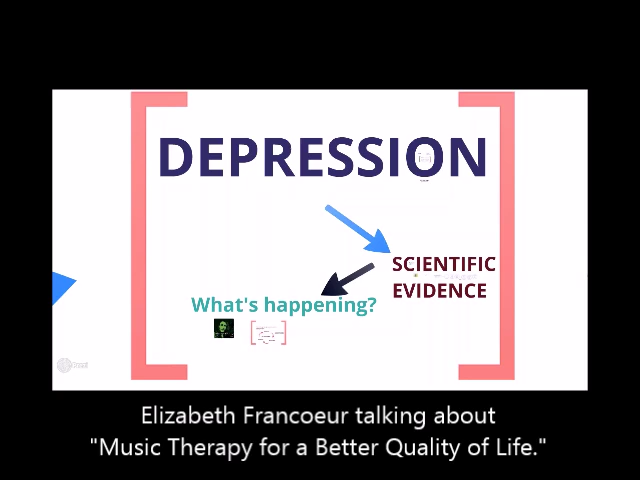 DEPRESSION
SCIENTIFIC
EVIDENCE
What's happening?
Elizabeth Francoeur talking about
"Music Therapy for a Better Quality of Life."